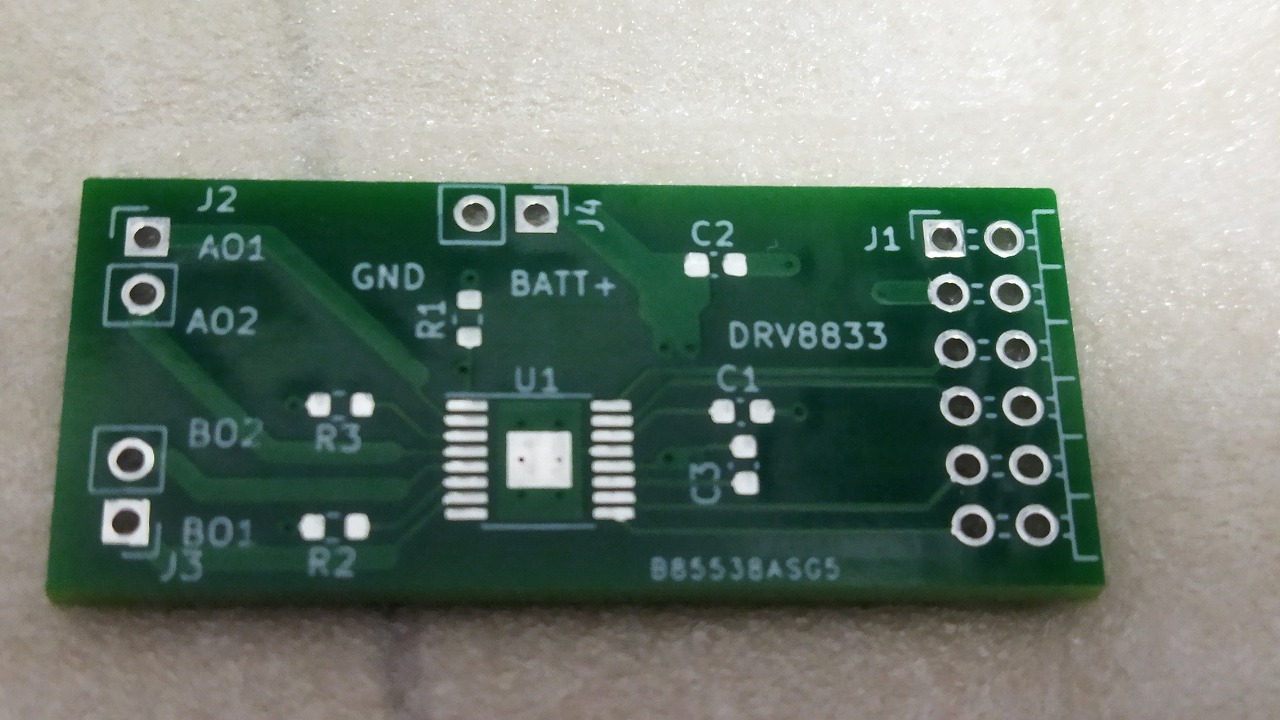 J2
J4
AO1
C2
J1
GND
BATT+
AO2
R1
DRV8833
U1
C1
BO2
R3
C3
BO1
J3
R2
B85538ASG5